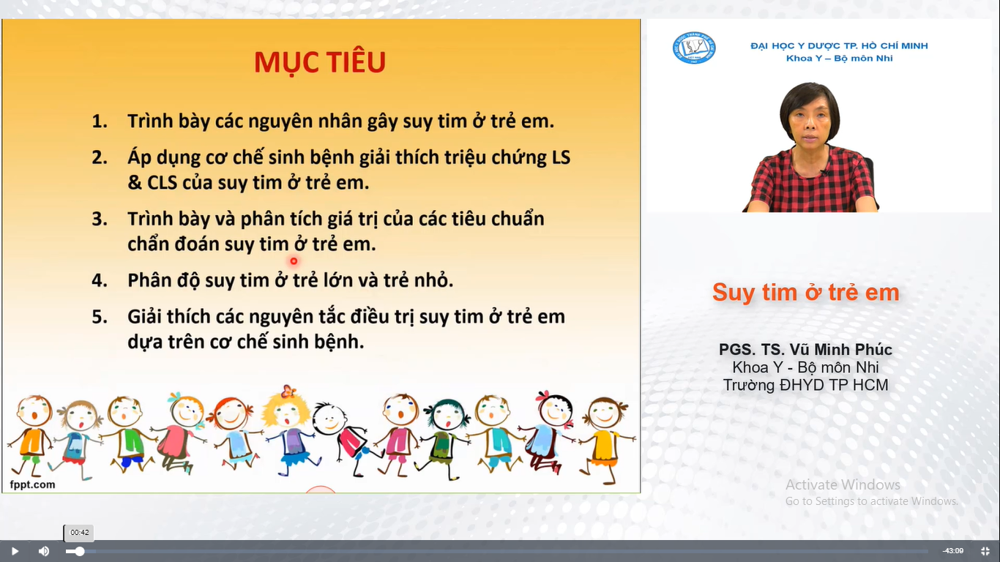 MỤC TIÊU
1. Trình bày các nguyên nhân gây suy tim ở trẻ em.
2. Áp dụng cơ chế sinh bệnh giải thích triệu chứng LS
& CLS của suy tim ở trẻ em.
3. Trình bày và phân tích giá trị của các tiêu chuẩn
chẩn đoán suy tim ở trẻ em.
4. Phân độ suy tim ở trẻ lớn và trẻ nhỏ.
5. Giải thích các nguyên tắc điều trị suy tim ở trẻ em
dựa trên cơ chế sinh bệnh.
fppt.com
ĐẠI HỌC Y DƯỢC TP. HỒ CHÍ MINH
Khoa Y – Bộ môn Nhi
Suy tim ở trẻ em
PGS. TS. Vũ Minh Phúc
Khoa Y - Bộ môn Nhi
Trường ĐHYD TP HCM
Activate Windows
Go to Settings to activate Windows.
00:42
-43:09